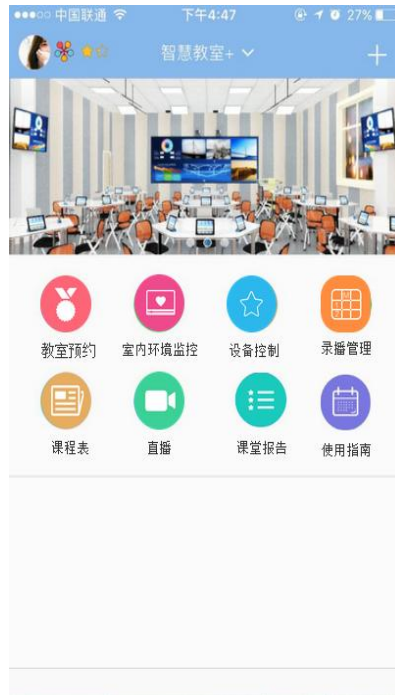 中国联通 下午4:47 27%
智慧教室+
教室预约 室内环境监控 设备控制 录播管理
课程表 直播 课堂报告 使用指南